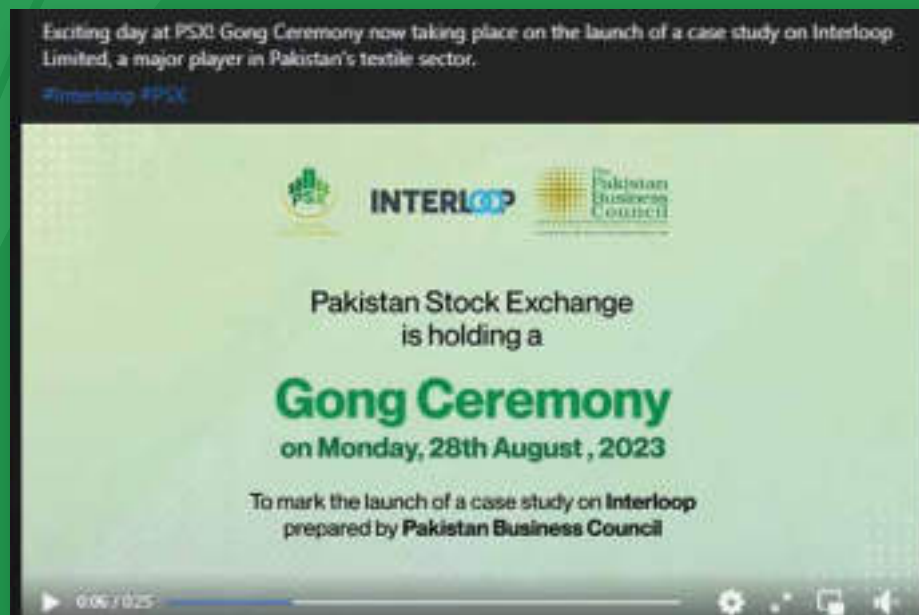 Exciting day at PSX! Gong Ceremony now taking place on the launch of a case study on Interloop
Limited, a major player in Pakistan's textile sector.
#Interloop #PSX
PSX
INTERLOOP
The
Pakistan
Business
Council
Pakistan Stock Exchange
is holding a
Gong Ceremony
on Monday, 28th August , 2023
To mark the launch of a case study on Interloop
prepared by Pakistan Business Council
0:06 / 0:25